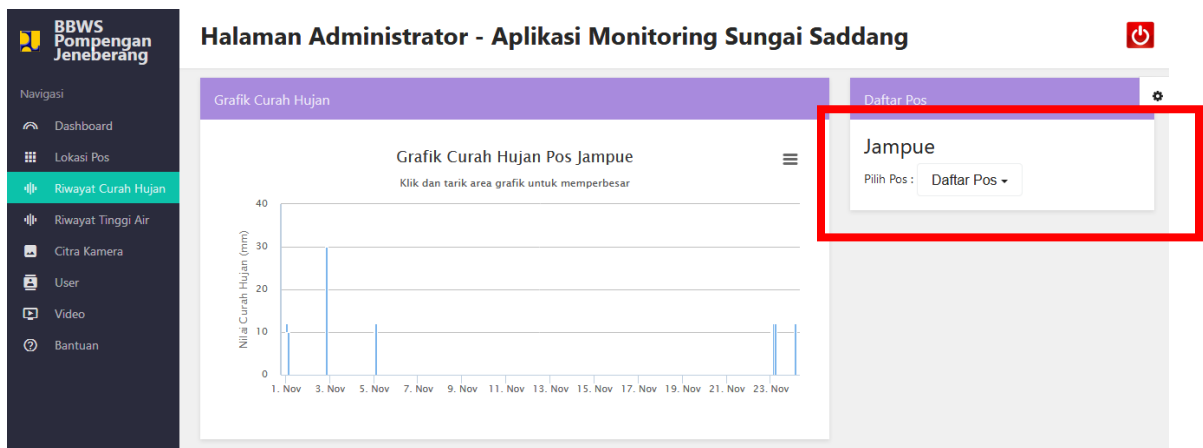 BBWS
Pompengan
Jeneberang
Halaman Administrator - Aplikasi Monitoring Sungai Saddang
Navigasi
Dashboard
Lokasi Pos
Riwayat Curah Hujan
Riwayat Tinggi Air
Citra Kamera
User
Video
Bantuan
Grafik Curah Hujan
Grafik Curah Hujan Pos Jampue
Klik dan tarik area grafik untuk memperbesar
Nilai Curah Hujan (mm)
40
30
20
10
0
1. Nov 3. Nov 5. Nov 7. Nov 9. Nov 11. Nov 13. Nov 15. Nov 17. Nov 19. Nov 21. Nov 23. Nov
Daftar Pos
Jampue
Pilih Pos : Daftar Pos